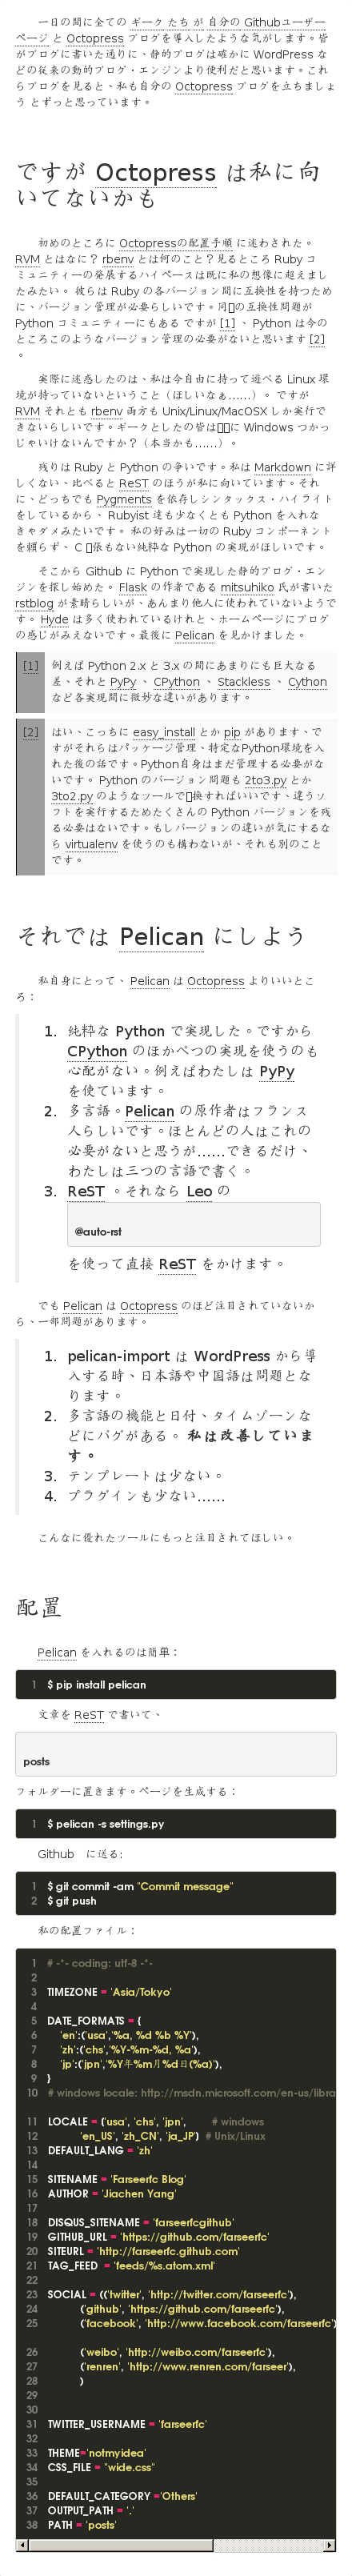 一日の間に全ての ギーク たち が 自分の Githubユーザー
ページ と Octopress ブログを導入したような気がします。皆
がブログに書いた通りに、静的ブログは確かに WordPress な
どの従来の動的ブログ・エンジンより便利だと思います。これ
らブログを見ると、私も自分の Octopress ブログを立ちましょ
う とずっと思っています。
ですが Octopress は私に向
いてないかも
初めのところに Octopressの配置手順 に迷わされた。
RVM とはなに？ rbenv とは何のこと？見るところ Ruby コ
ミュニティーの発展するハイペースは既に私の想像に超えまし
たみたい。 彼らは Ruby の各バージョン間に互換性を持つため
に、バージョン管理が必要らしいです。同▯の互換性問題が
Python コミュニティーにもある ですが [1] 、 Python は今の
ところこのようなバージョン管理の必要がないと思います [2]
。
実際に迷惑したのは、私は今自由に持って遊べる Linux 環
境が持っていないということ（ほしいなぁ……）。 ですが
RVM それとも rbenv 両方も Unix/Linux/MacOSX しか実行で
きないらしいです。ギークとしたの皆は▯▯に Windows つかっ
じゃいけないんですか？（本当かも……）。
残りは Ruby と Python の争いです。私は Markdown に詳
しくない、比べると ReST のほうが私に向いています。それ
に、どっちでも Pygments を依存しシンタックス・ハイライト
をしているから、 Rubyist 達も少なくとも Python を入れな
きゃダメみたいです。 私の好みは一切の Ruby コンポーネント
を頼らず、 C ▯張もない純粋な Python の実現がほしいです。
そこから Github に Python で実現した静的ブログ・エン
ジンを探し始めた。 Flask の作者である mitsuhiko 氏が書いた
rstblog が素晴らしいが、あんまり他人に使われていないようで
す。 Hyde は多く使われているけれど、ホームページにブログ
の感じがみえないです。最後に Pelican を見かけました。
[1] 例えば Python 2.x と 3.x の間にあまりにも巨大なる
差、それと PyPy 、 CPython 、 Stackless 、 Cython
など各実現間に微妙な違いがあります。
[2] はい、こっちに easy_install とか pip があります、で
すがそれらはパッケージ管理、特定なPython環境を入
れた後の話です。Python自身はまだ管理する必要がな
いです。 Python のバージョン問題も 2to3.py とか
3to2.py のようなツールで▯換すればいいです、違うソ
フトを実行するためたくさんの Python バージョンを残
る必要はないです。もしバージョンの違いが気にするな
ら virtualenv を使うのも構わないが、それも別のこと
です。
それでは Pelican にしよう
私自身にとって、 Pelican は Octopress よりいいとこ
ろ：
1. 純粋な Python で実現した。ですから
CPython のほかべつの実現を使うのも
心配がない。例えばわたしは PyPy
を使ています。
2. 多言語。Pelican の原作者はフランス
人らしいです。ほとんどの人はこれの
必要がないと思うが……できるだけ、
わたしは三つの言語で書く。
3. ReST 。それなら Leo の
@auto-rst
を使って直接 ReST をかけます。
でも Pelican は Octopress のほど注目されていないか
ら、一部問題があります。
1. pelican-import は WordPress から導
入する時、日本語や中国語は問題とな
ります。
2. 多言語の機能と日付、タイムゾーンな
どにバグがある。 私は改善していま
す。
3. テンプレートは少ない。
4. プラグインも少ない……
こんなに優れたツールにもっと注目されてほしい。
配置
Pelican を入れるのは簡単：
1 $ pip install pelican
文章を ReST で書いて、
posts
フォルダーに置きます。ページを生成する：
1 $ pelican -s settings.py
Github　に送る:
1 $ git commit -am "Commit message"
2 $ git push
私の配置ファイル：
1 # -*- coding: utf-8 -*-
2
3 TIMEZONE = 'Asia/Tokyo'
4
5 DATE_FORMATS = {
6 'en':('usa','%a, %d %b %Y'),
7 'zh':('chs','%Y-%m-%d, %a'),
8 'jp':('jpn','%Y年%m月%d日(%a)'),
9 }
10 # windows locale: http://msdn.microsoft.com/en-us/libra
11 LOCALE = ['usa', 'chs', 'jpn', # windows
12 'en_US', 'zh_CN', 'ja_JP'] # Unix/Linux
13 DEFAULT_LANG = 'zh'
14
15 SITENAME = 'Farseerfc Blog'
16 AUTHOR = 'Jiachen Yang'
17
18 DISQUS_SITENAME = 'farseerfcgithub'
19 GITHUB_URL = 'https://github.com/farseerfc'
20 SITEURL = 'http://farseerfc.github.com'
21 TAG_FEED = 'feeds/%s.atom.xml'
22
23 SOCIAL = (('twitter', 'http://twitter.com/farseerfc'),
24 ('github', 'https://github.com/farseerfc'),
25 ('facebook', 'http://www.facebook.com/farseerfc')
26 ('weibo', 'http://weibo.com/farseerfc'),
27 ('renren', 'http://www.renren.com/farseer'),
28 )
29
30
31 TWITTER_USERNAME = 'farseerfc'
32
33 THEME='notmyidea'
34 CSS_FILE = "wide.css"
35
36 DEFAULT_CATEGORY ='Others'
37 OUTPUT_PATH = '.'
38 PATH = 'posts'